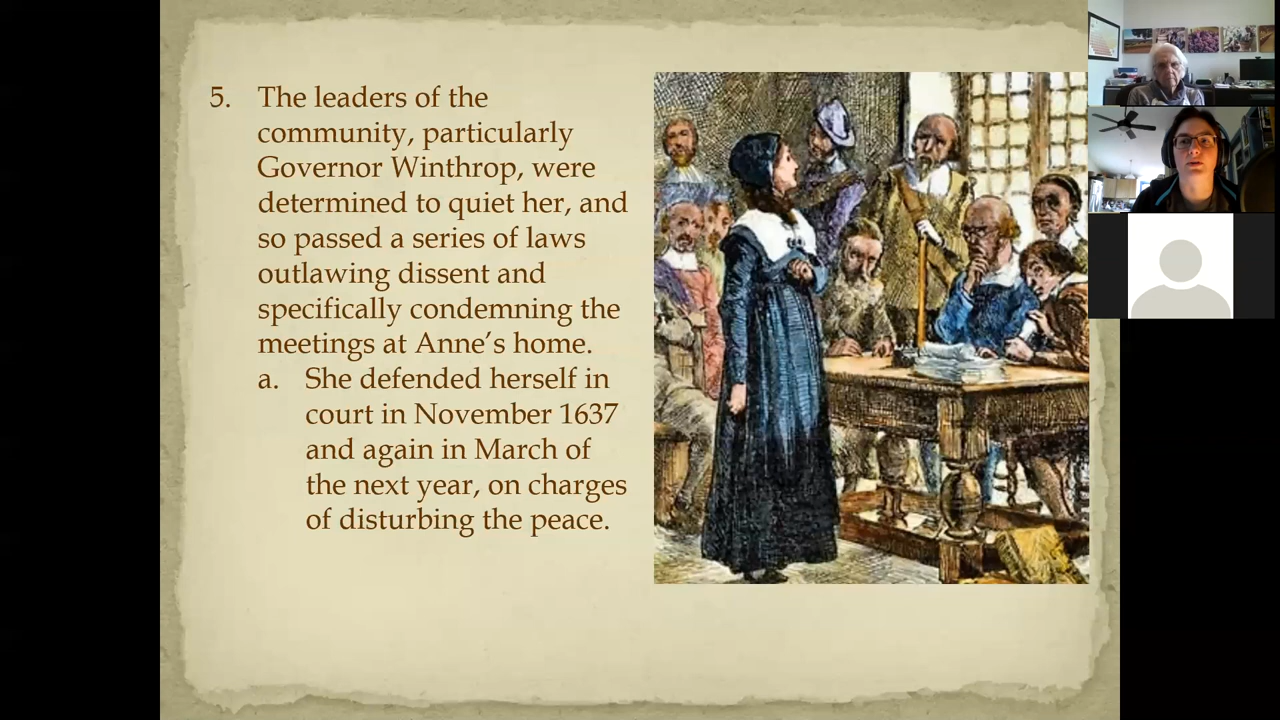 5. The leaders of the
community, particularly
Governor Winthrop, were
determined to quiet her, and
so passed a series of laws
outlawing dissent and
specifically condemning the
meetings at Anne’s home.
a. She defended herself in
court in November 1637
and again in March of
the next year, on charges
of disturbing the peace.